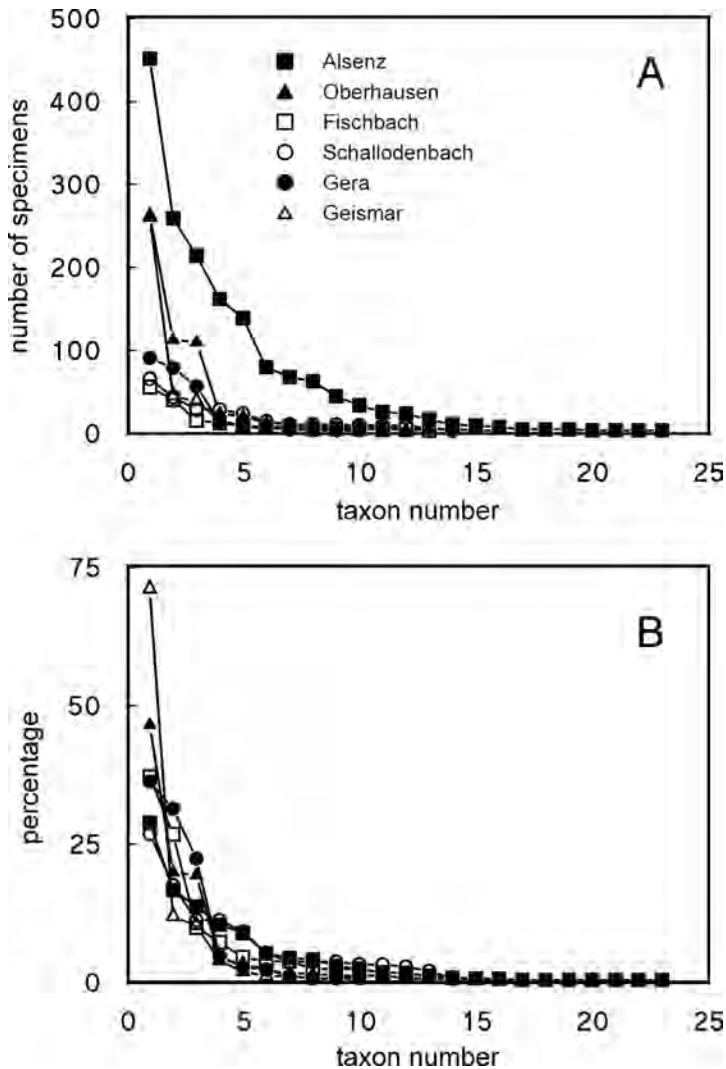 500
400
300
200
100
0
number of specimens
A
Alsenz
Oberhausen
Fischbach
Schallodenbach
Gera
Geismar
0 5 10 15 20 25
taxon number
75
50
25
0
percentage
B
0 5 10 15 20 25
taxon number